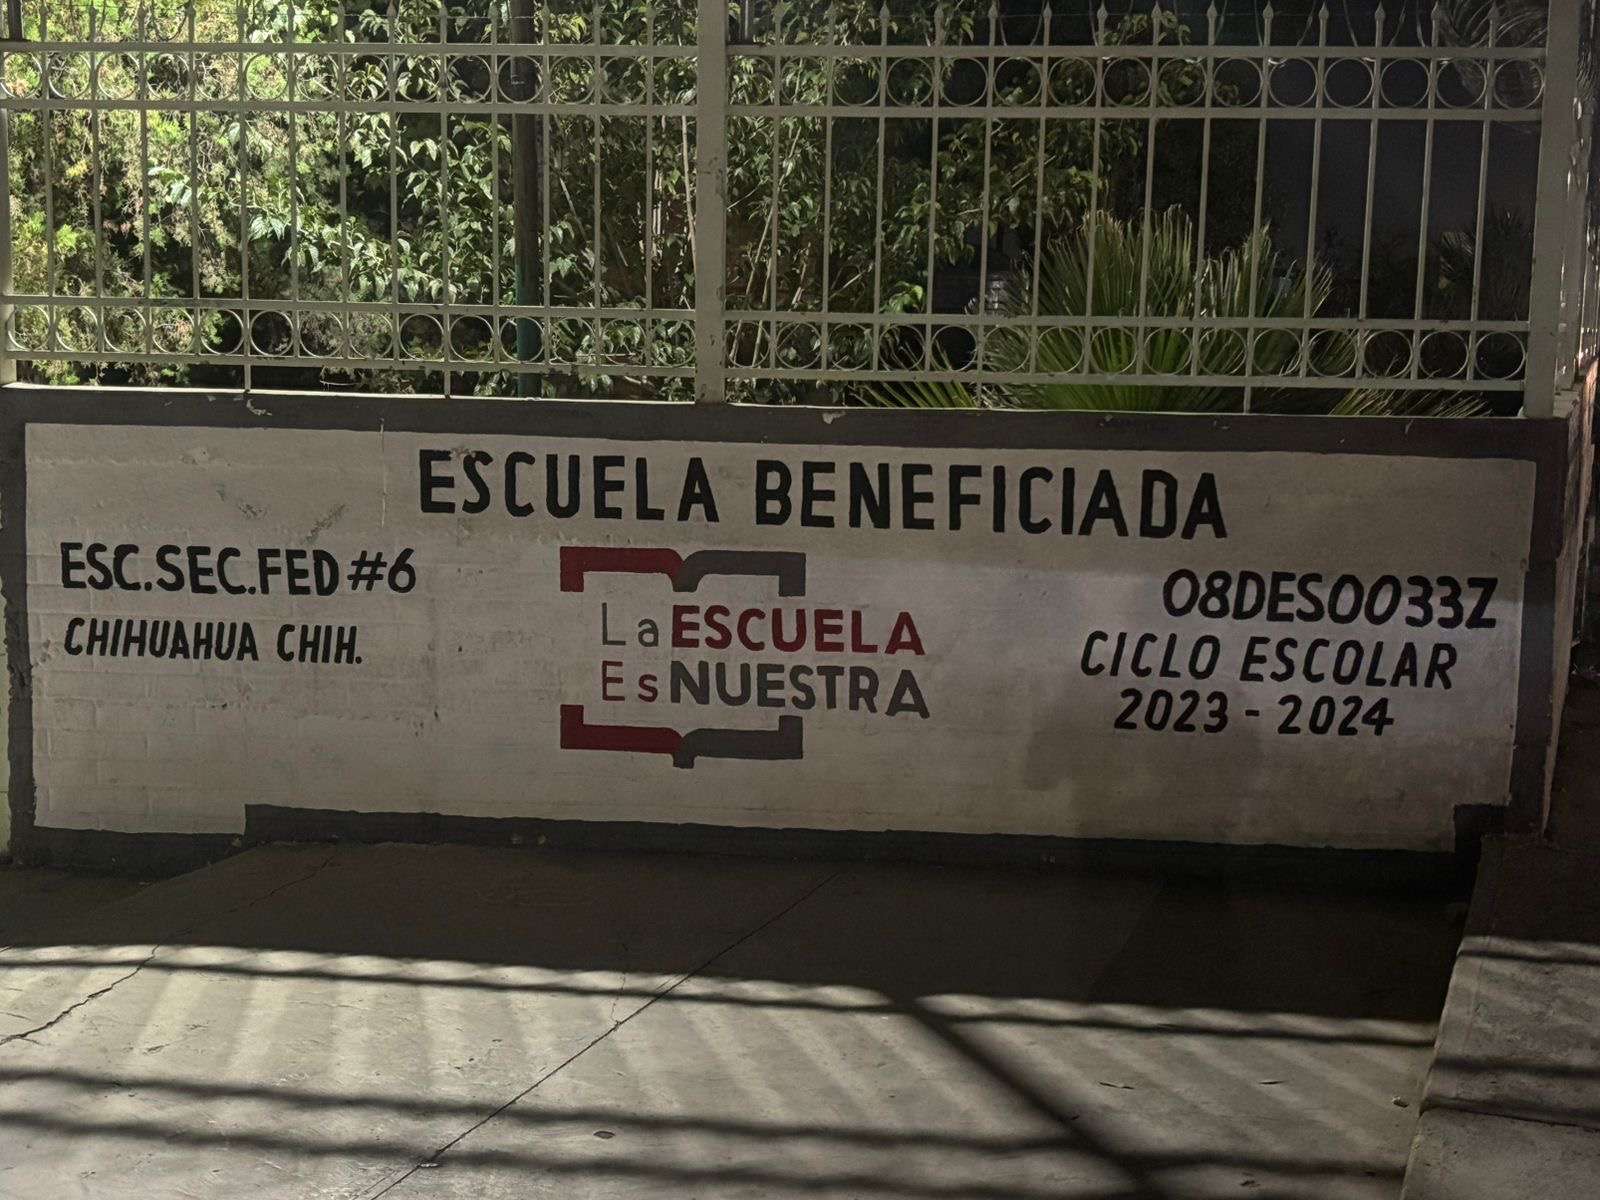 ESCUELA BENEFICIADA
ESC.SEC.FED #6
CHIHUAHUA CHIH.
La ESCUELA
Es NUESTRA
08DES0033Z
CICLO ESCOLAR
2023 - 2024